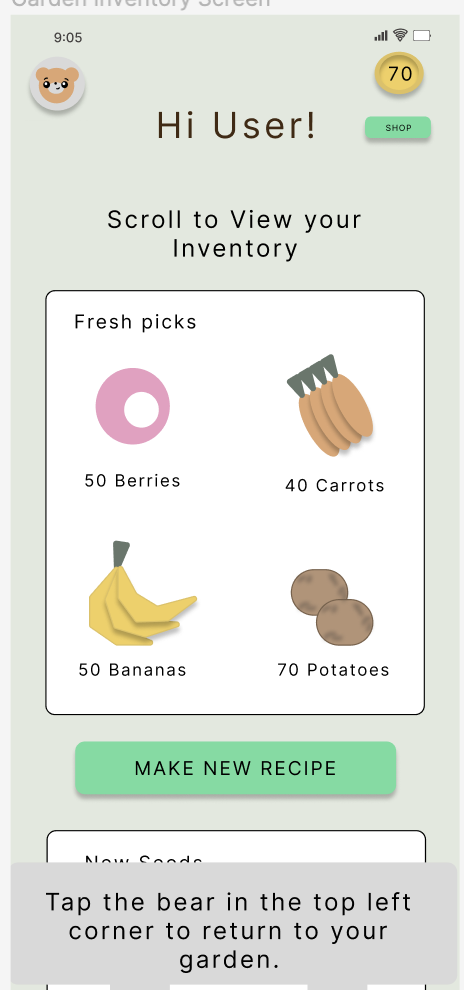 Garden Inventory Screen
9:05
70
Hi User!
SHOP
Scroll to View your
Inventory
Fresh picks
50 Berries
40 Carrots
50 Bananas
70 Potatoes
MAKE NEW RECIPE
New Seeds
Tap the bear in the top left
corner to return to your
garden.